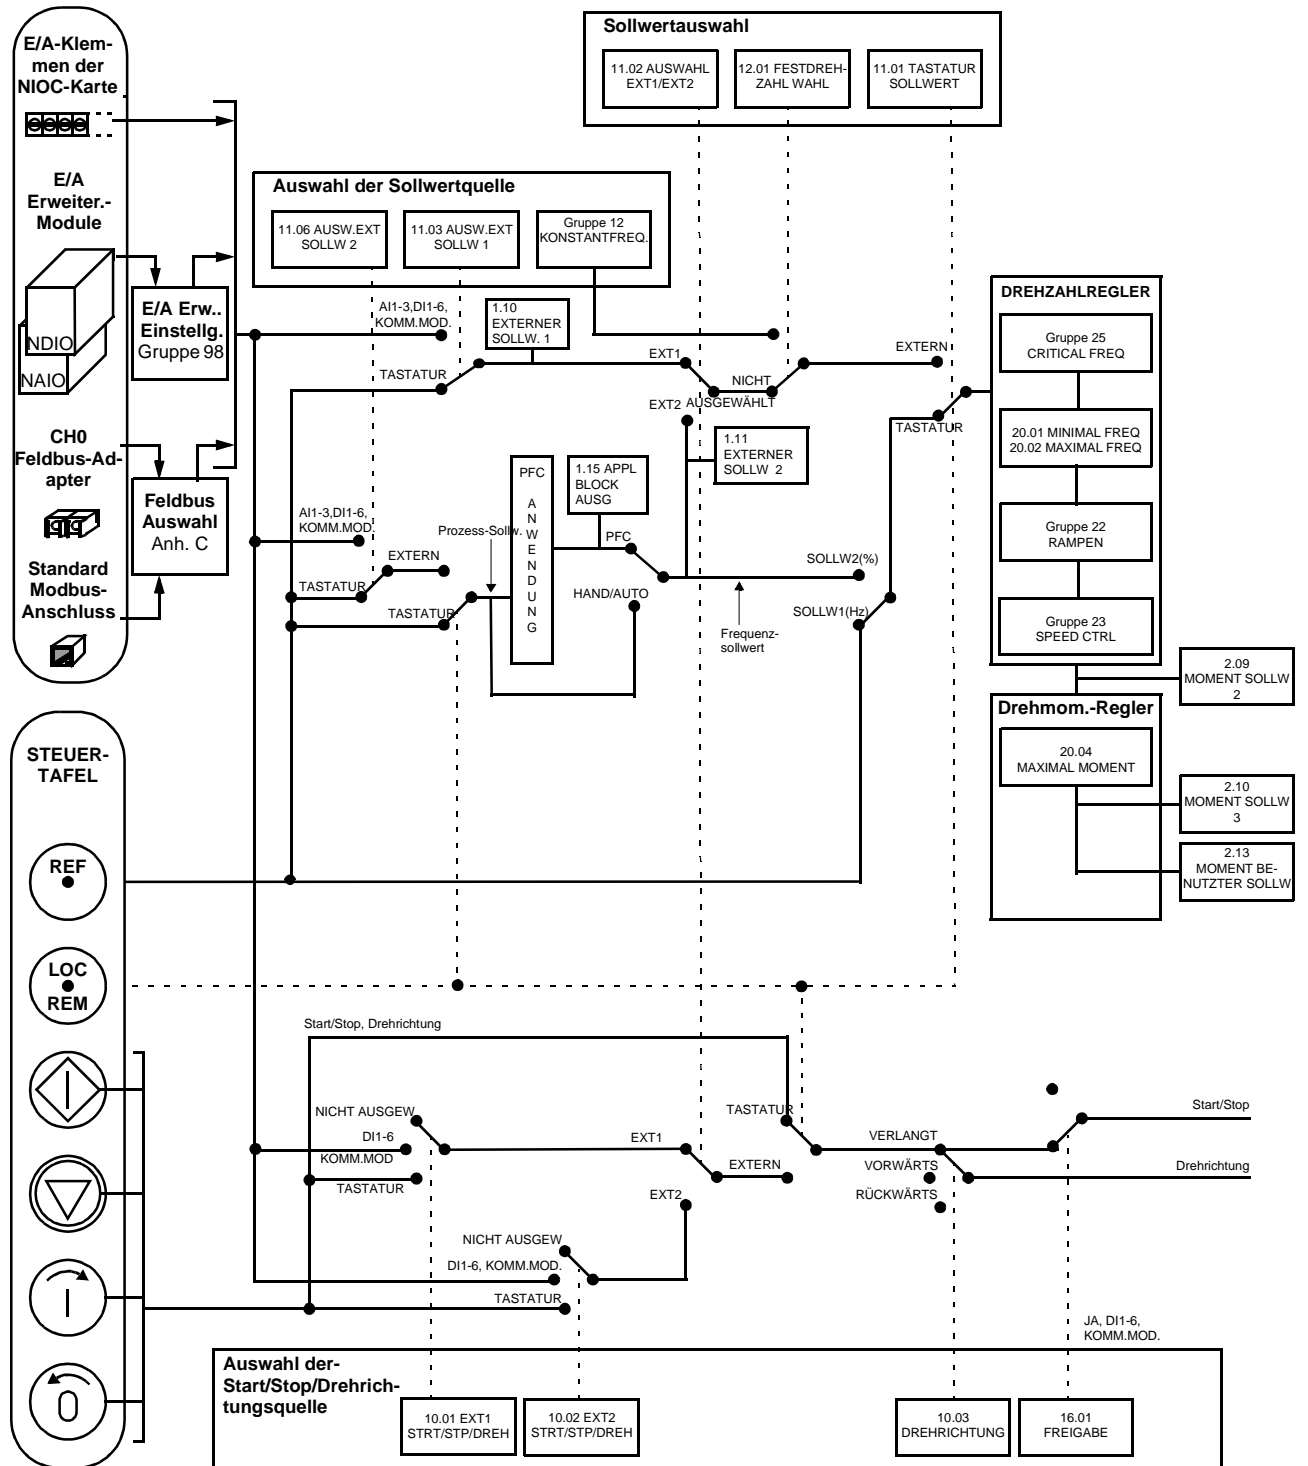 E/A-Klem-
men der
NIOC-Karte
E/A
Erweiter.-
Module
NDIO
NAIO
E/A Erw..
Einstellg.
Gruppe 98
CH0
Feldbus-Ad-
apter
Feldbus
Auswahl
Anh. C
Standard
Modbus-
Anschluss
Sollwertauswahl
11.02 AUSWAHL
EXT1/EXT2
12.01 FESTDREH-
ZAHL WAHL
11.01 TASTATUR
SOLLWERT
Auswahl der Sollwertquelle
11.06 AUSW.EXT
SOLLW 2
11.03 AUSW.EXT
SOLLW 1
Gruppe 12
KONSTANTFREQ.
AI1-3,DI1-6,
KOMM.MOD.
1.10
EXTERNER
SOLLW. 1
TASTATUR
EXT1
NICHT
AUSGEWÄHLT
EXT2
EXTERN
TASTATUR
1.11
EXTERNER
SOLLW 2
AI1-3,DI1-6,
KOMM.MOD.
EXTERN
TASTATUR
TASTATUR
Prozess-Sollw.
PFC
A
N
W
E
N
D
U
N
G
1.15 APPL
BLOCK
AUSG
PFC
HAND/AUTO
SOLLW2(%)
SOLLW1(Hz)
Frequenz-
sollwert
DREHZAHLREGLER
Gruppe 25
CRITICAL FREQ
20.01 MINIMAL FREQ
20.02 MAXIMAL FREQ
Gruppe 22
RAMPEN
Gruppe 23
SPEED CTRL
2.09
MOMENT SOLLW
2
Drehmom.-Regler
20.04
MAXIMAL MOMENT
2.10
MOMENT SOLLW
3
2.13
MOMENT BE-
NUTZTER SOLLW
STEUER-
TAFEL
REF
LOC
REM
Start/Stop, Drehrichtung
NICHT AUSGEW
DI1-6
KOMM.MOD
TASTATUR
EXT1
EXT2
TASTATUR
EXTERN
VERLANGT
VORWÄRTS
RÜCKWÄRTS
Start/Stop
Drehrichtung
NICHT AUSGEW
DI1-6, KOMM.MOD.
TASTATUR
JA, DI1-6,
KOMM.MOD.
Auswahl der-
Start/Stop/Drehrich-
tungsquelle
10.01 EXT1
STRT/STP/DREH
10.02 EXT2
STRT/STP/DREH
10.03
DREHRICHTUNG
16.01
FREIGABE